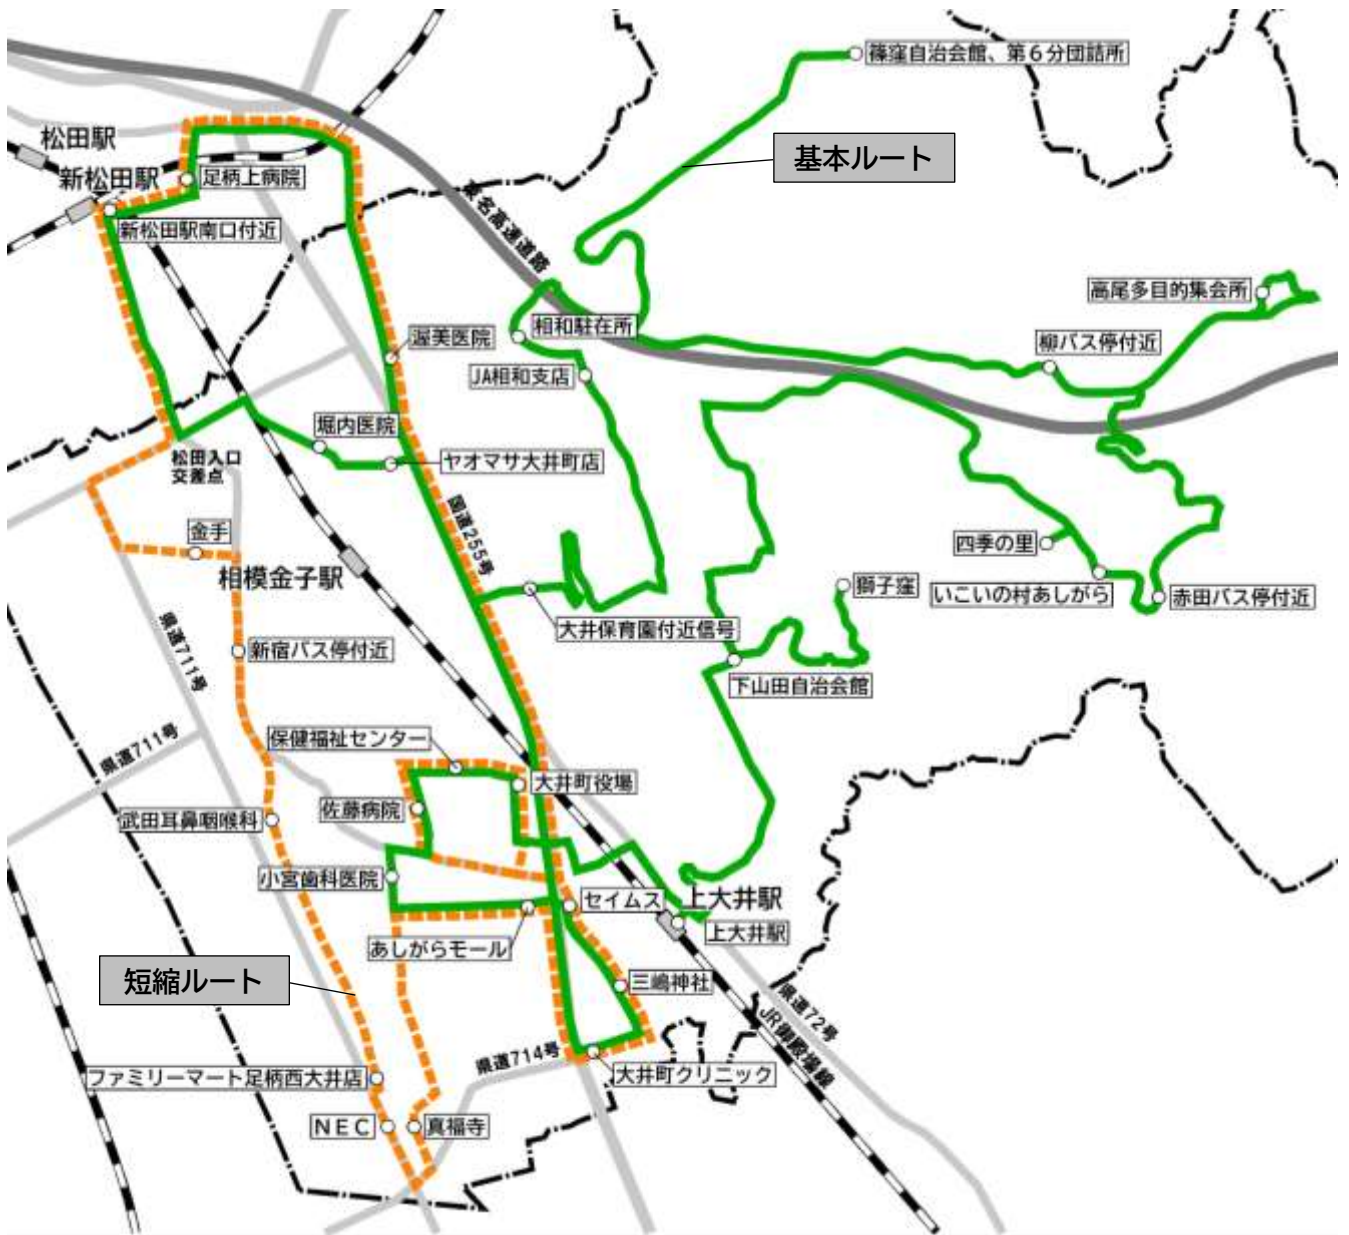 篠窪自治会館、第6分団詰所
松田駅
基本ルート
新松田駅
足柄上病院
東名高速道路
新松田駅南口付近
高尾多目的集会所
相和駐在所
渥美医院
柳バス停付近
JA相和支店
堀内医院
松田入口
交差点
ヤオマサ大井町店
国道255号
金手
四季の里
相模金子駅
獅子窪
いこいの村あしがら
赤田バス停付近
県道711号
大井保育園付近信号
新宿バス停付近
下山田自治会館
県道711号
保健福祉センター
大井町役場
佐藤病院
武田耳鼻咽喉科
小宮歯科医院
セイムス
上大井駅
上大井駅
あしがらモール
短縮ルート
三嶋神社
県道72号
JR御殿場線
県道714号
ファミリーマート足柄西大井店
大井町クリニック
NEC
真福寺